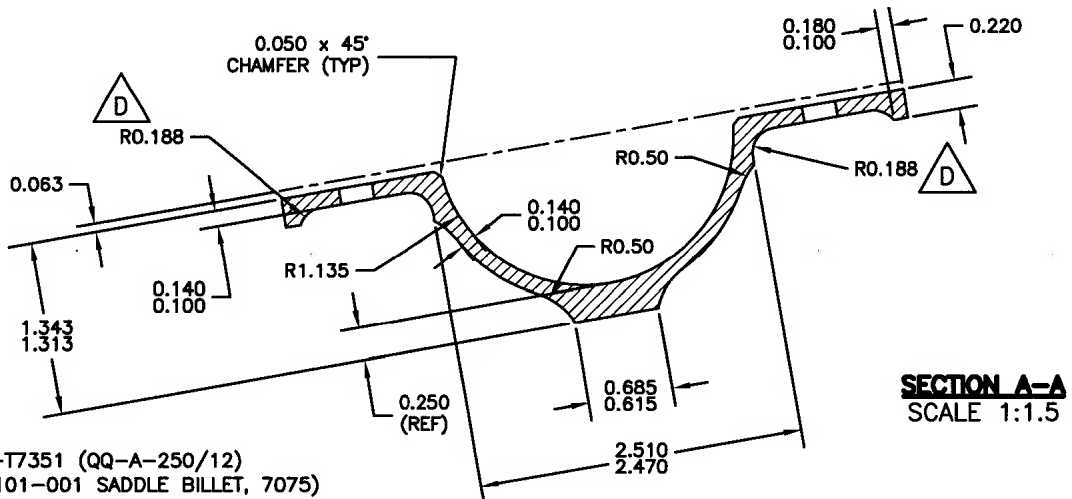 0.050 x 45°
CHAMFER (TYP)
0.180
0.100
0.220
D
R0.188
0.063
R0.50
R0.188
D
0.140
0.100
R0.50
R1.135
0.140
0.100
1.343
1.313
0.250
(REF)
0.685
0.615
2.510
2.470
SECTION A-A
SCALE 1:1.5
-T7351 (QQ-A-250/12)
101-001 SADDLE BILLET, 7075)